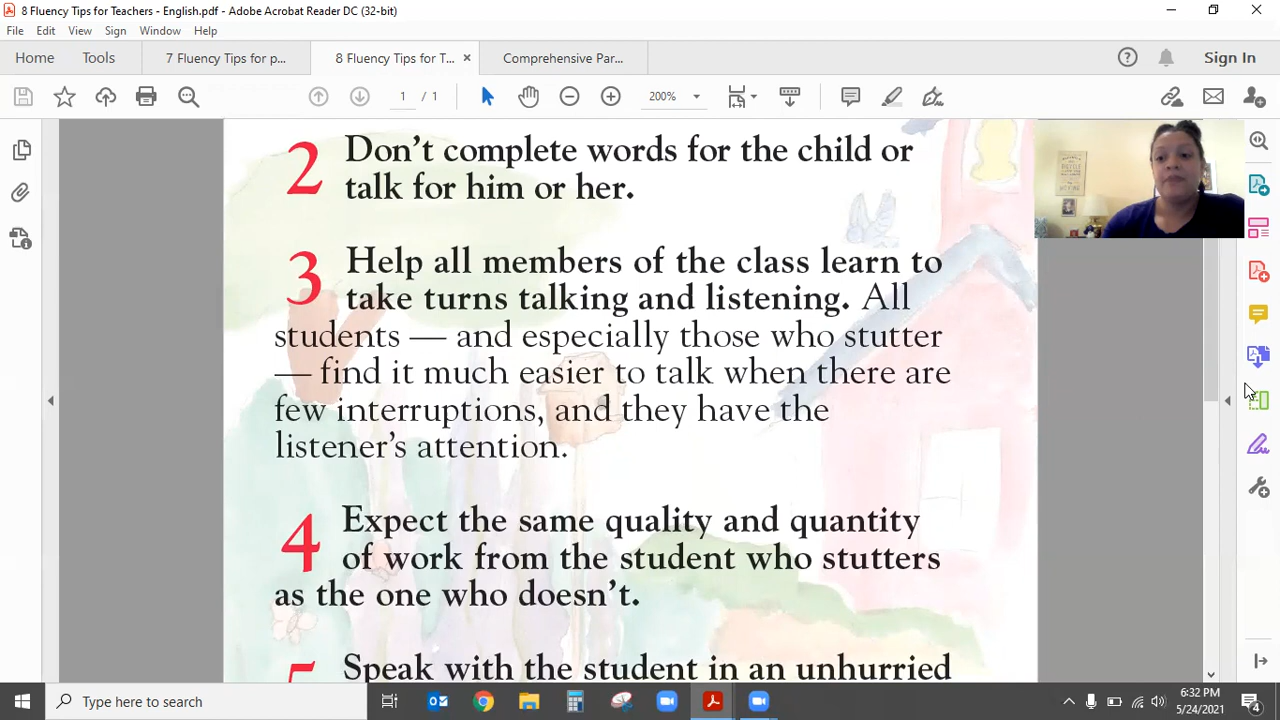 8 Fluency Tips for Teachers - English.pdf - Adobe Acrobat Reader DC (32-bit)
File Edit View Sign Window Help
Home Tools 7 Fluency Tips for p... 8 Fluency Tips for T... Comprehensive Par... Sign In
1 / 1 200%
2 Don't complete words for the child or
talk for him or her.
3 Help all members of the class learn to
take turns talking and listening. All
students — and especially those who stutter
— find it much easier to talk when there are
few interruptions, and they have the
listener's attention.
4 Expect the same quality and quantity
of work from the student who stutters
as the one who doesn't.
5 Speak with the student in an unhurried
Type here to search
6:32 PM
5/24/2021
4